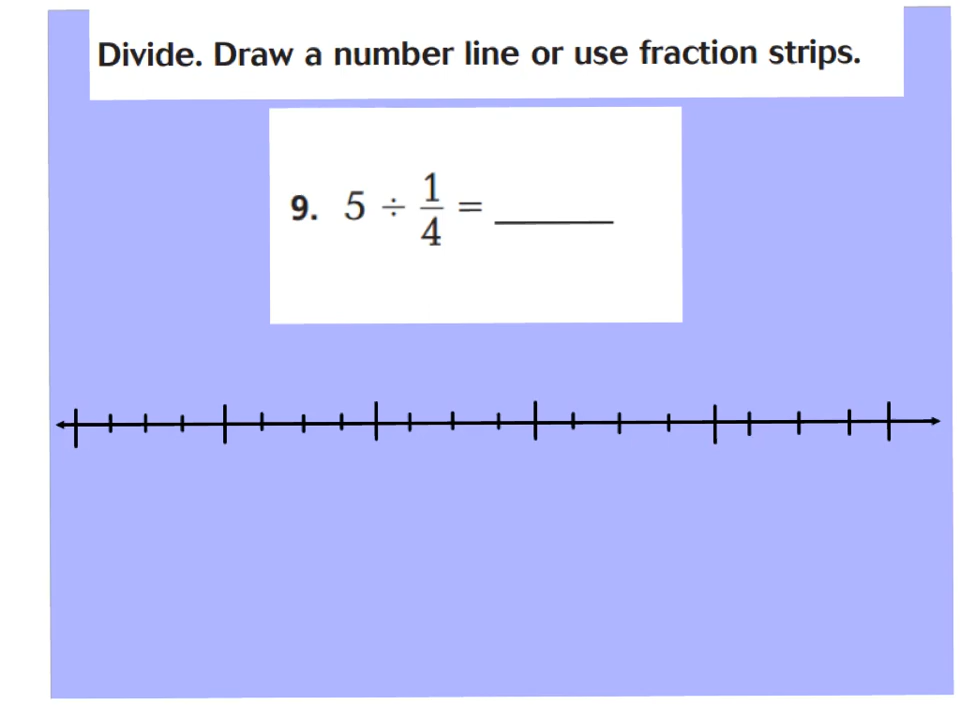 Divide. Draw a number line or use fraction strips.
9. 5 ÷ 1/4 = ______